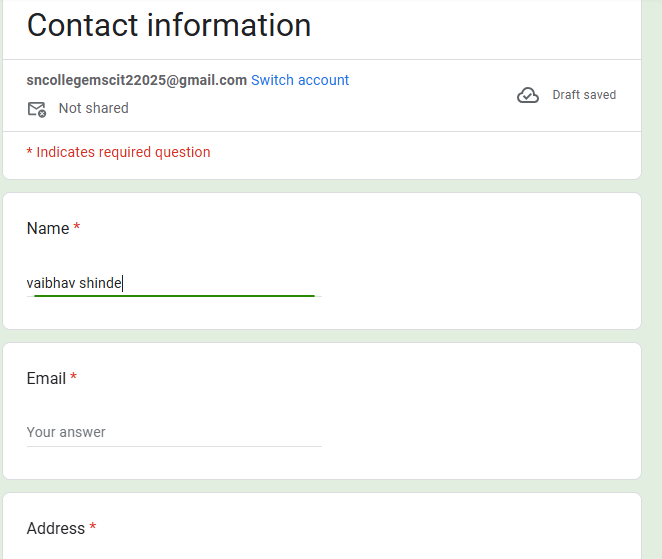 Contact information
sncollegemscit22025@gmail.com Switch account
Not shared
Draft saved
* Indicates required question
Name *
vaibhav shinde
Email *
Your answer
Address *